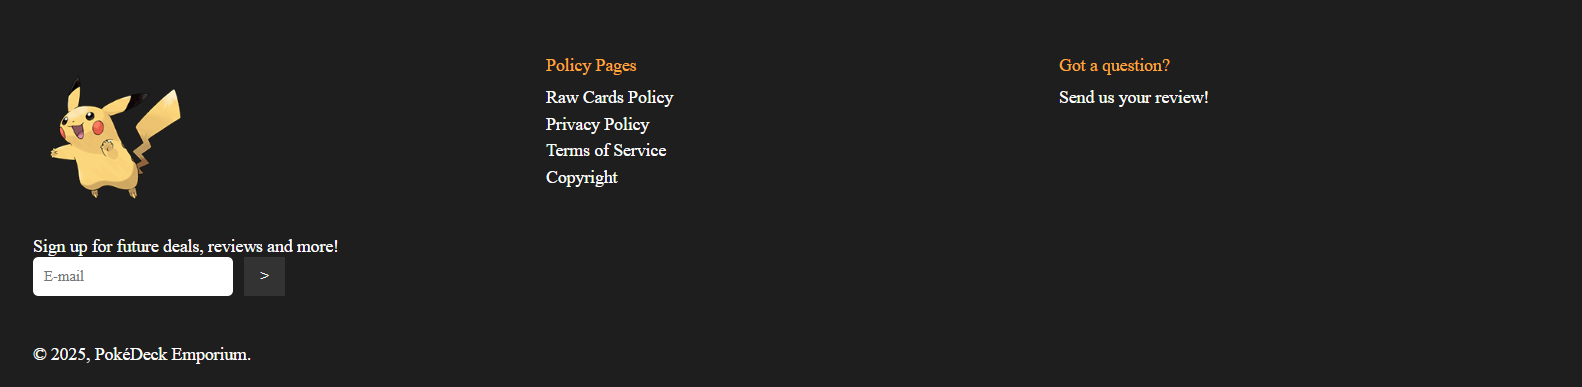 Policy Pages
Raw Cards Policy
Privacy Policy
Terms of Service
Copyright
Got a question?
Send us your review!
Sign up for future deals, reviews and more!
E-mail
>
© 2025, PokéDeck Emporium.